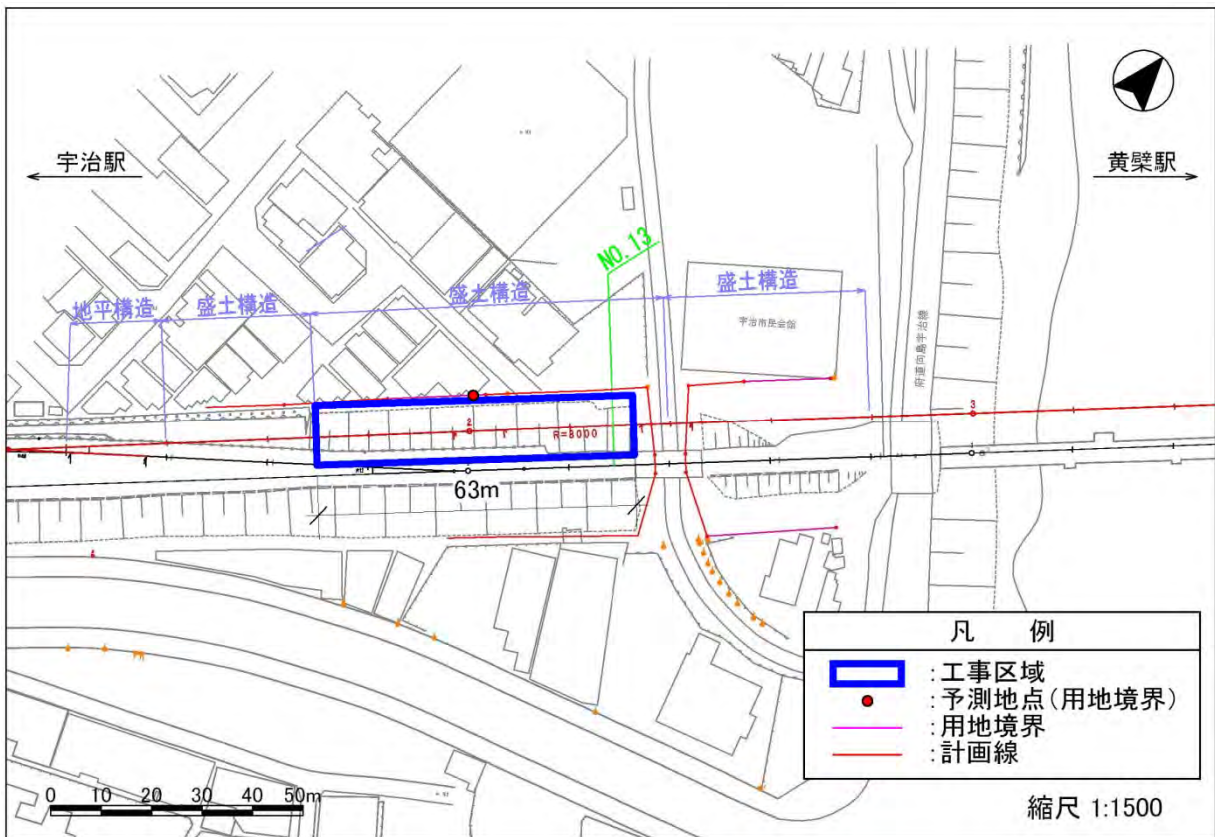 宇治駅
黄檗駅
NO.13
地平構造
盛土構造
盛土構造
盛土構造
宇治市民会館
府道向島宇治線
2
R=8000
3
63m
凡 例
:工事区域
:予測地点(用地境界)
:用地境界
:計画線
0 10 20 30 40 50m
縮尺 1:1500